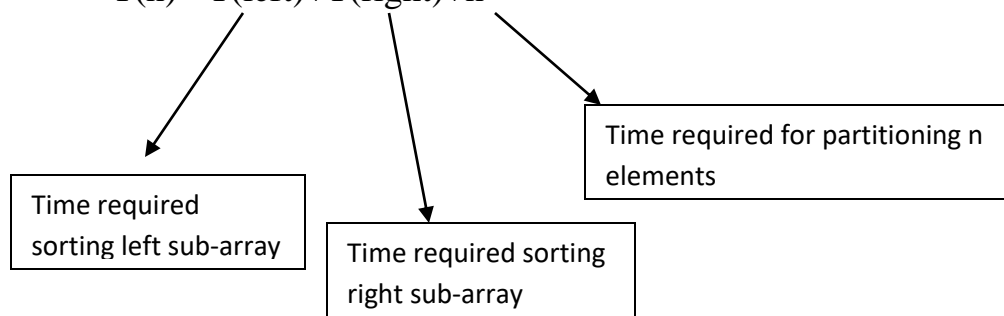 Time required for partitioning n
elements
Time required
sorting left sub-array
Time required sorting
right sub-array